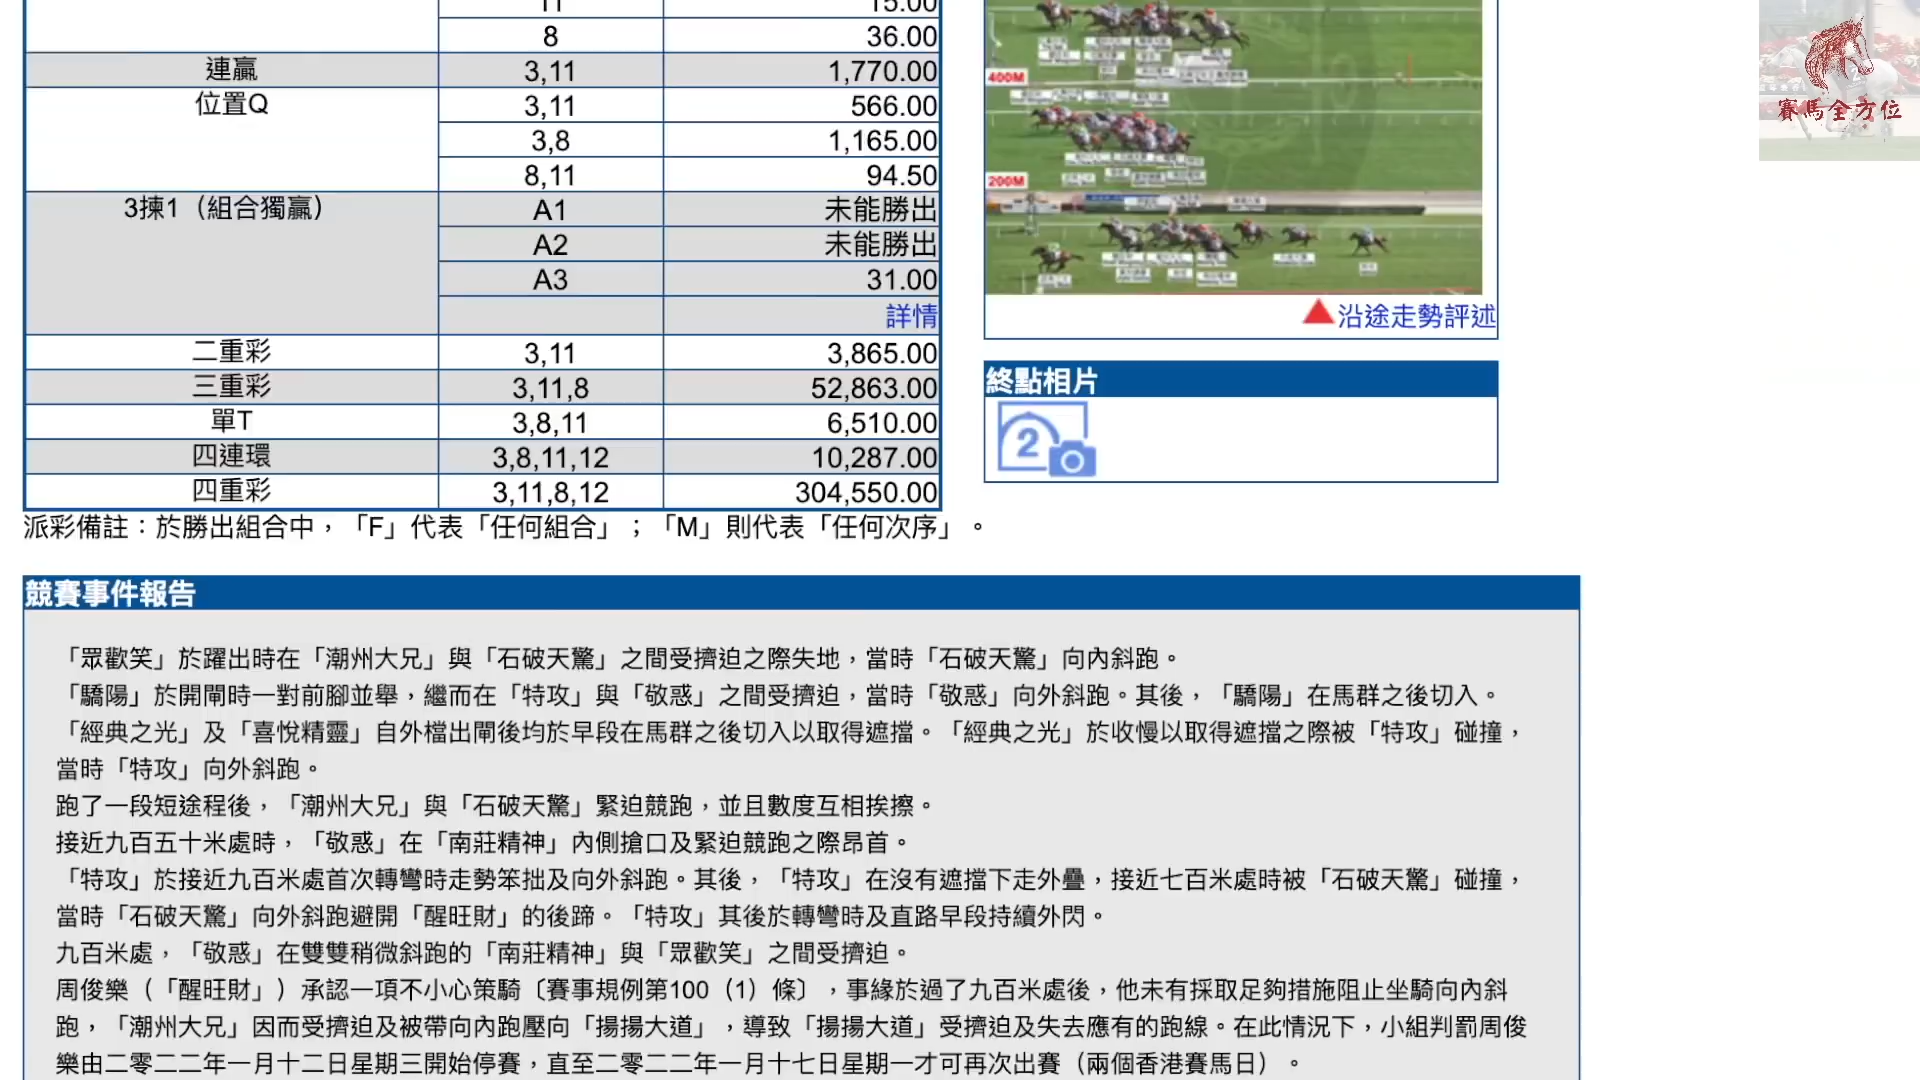 11 15.00
8 36.00
連贏 3,11 1,770.00
位置Q 3,11 566.00
3,8 1,165.00
8,11 94.50
3揀1（組合獨贏） A1 未能勝出
A2 未能勝出
A3 31.00
詳情
二重彩 3,11 3,865.00
三重彩 3,11,8 52,863.00
單T 3,8,11 6,510.00
四連環 3,8,11,12 10,287.00
四重彩 3,11,8,12 304,550.00
派彩備註：於勝出組合中，「F」代表「任何組合」；「M」則代表「任何次序」。
400M
200M
沿途走勢評述
終點相片
2
賽馬全方位
競賽事件報告
「眾歡笑」於躍出時在「潮州大兄」與「石破天驚」之間受擠迫之際失地，當時「石破天驚」向內斜跑。
「驕陽」於開閘時一對前腳並舉，繼而在「特攻」與「敬惑」之間受擠迫，當時「敬惑」向外斜跑。其後，「驕陽」在馬群之後切入。
「經典之光」及「喜悅精靈」自外檔出閘後均於早段在馬群之後切入以取得遮擋。「經典之光」於收慢以取得遮擋之際被「特攻」碰撞，
當時「特攻」向外斜跑。
跑了一段短途程後，「潮州大兄」與「石破天驚」緊迫競跑，並且數度互相挨擦。
接近九百五十米處時，「敬惑」在「南莊精神」內側搶口及緊迫競跑之際昂首。
「特攻」於接近九百米處首次轉彎時走勢笨拙及向外斜跑。其後，「特攻」在沒有遮擋下走外疊，接近七百米處時被「石破天驚」碰撞，
當時「石破天驚」向外斜跑避開「醒旺財」的後蹄。「特攻」其後於轉彎時及直路早段持續外閃。
九百米處，「敬惑」在雙雙稍微斜跑的「南莊精神」與「眾歡笑」之間受擠迫。
周俊樂（「醒旺財」）承認一項不小心策騎〔賽事規例第100（1）條〕，事緣於過了九百米處後，他未有採取足夠措施阻止坐騎向內斜
跑，「潮州大兄」因而受擠迫及被帶向內跑壓向「揚揚大道」，導致「揚揚大道」受擠迫及失去應有的跑線。在此情況下，小組判罰周俊
樂由二零二二年一月十二日星期三開始停賽，直至二零二二年一月十七日星期一才可再次出賽（兩個香港賽馬日）。